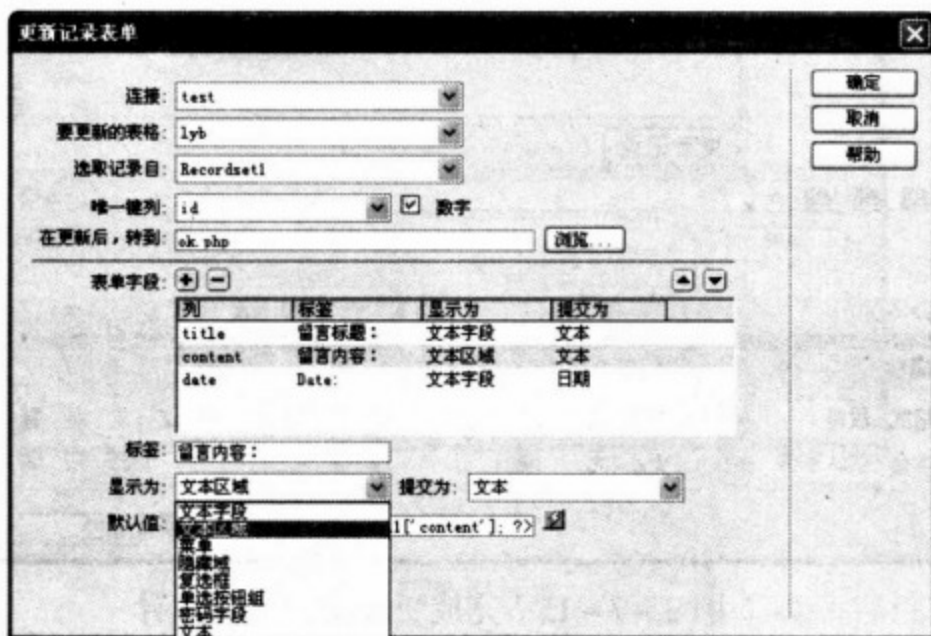 更新记录表单
连接: test
确定
要更新的表格: lyb
取消
选取记录自: Recordset1
帮助
唯一键列: id 数字
在更新后，转到: ok.php 浏览...
表单字段:
列 标签 显示为 提交为
title 留言标题： 文本字段 文本
content 留言内容： 文本区域 文本
date Date: 文本字段 日期
标签: 留言内容：
显示为: 文本区域 提交为: 文本
文本字段
默认值: 文本区域 1['content']; ?>
菜单
隐藏域
复选框
单选按钮组
密码字段
文本